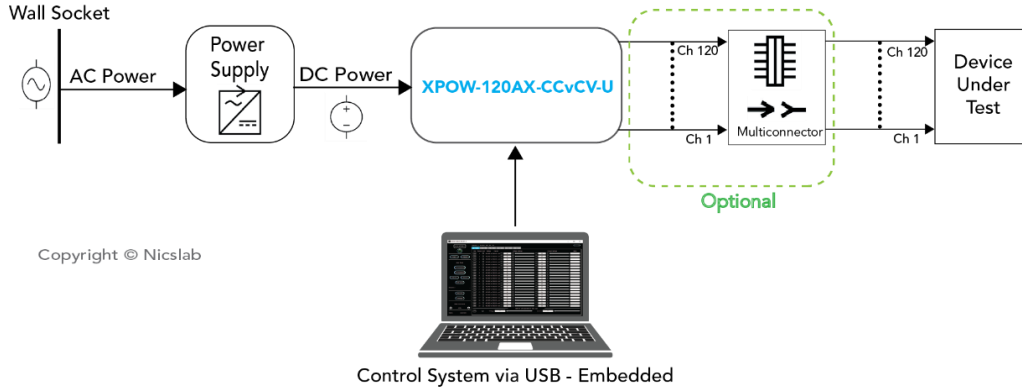 Wall Socket
AC Power
Power
Supply
DC Power
XPOW-120AX-CCvCV-U
Ch 120
Ch 1
Multiconnector
Optional
Ch 120
Ch 1
Device
Under
Test
Copyright © Nicslab
Control System via USB - Embedded